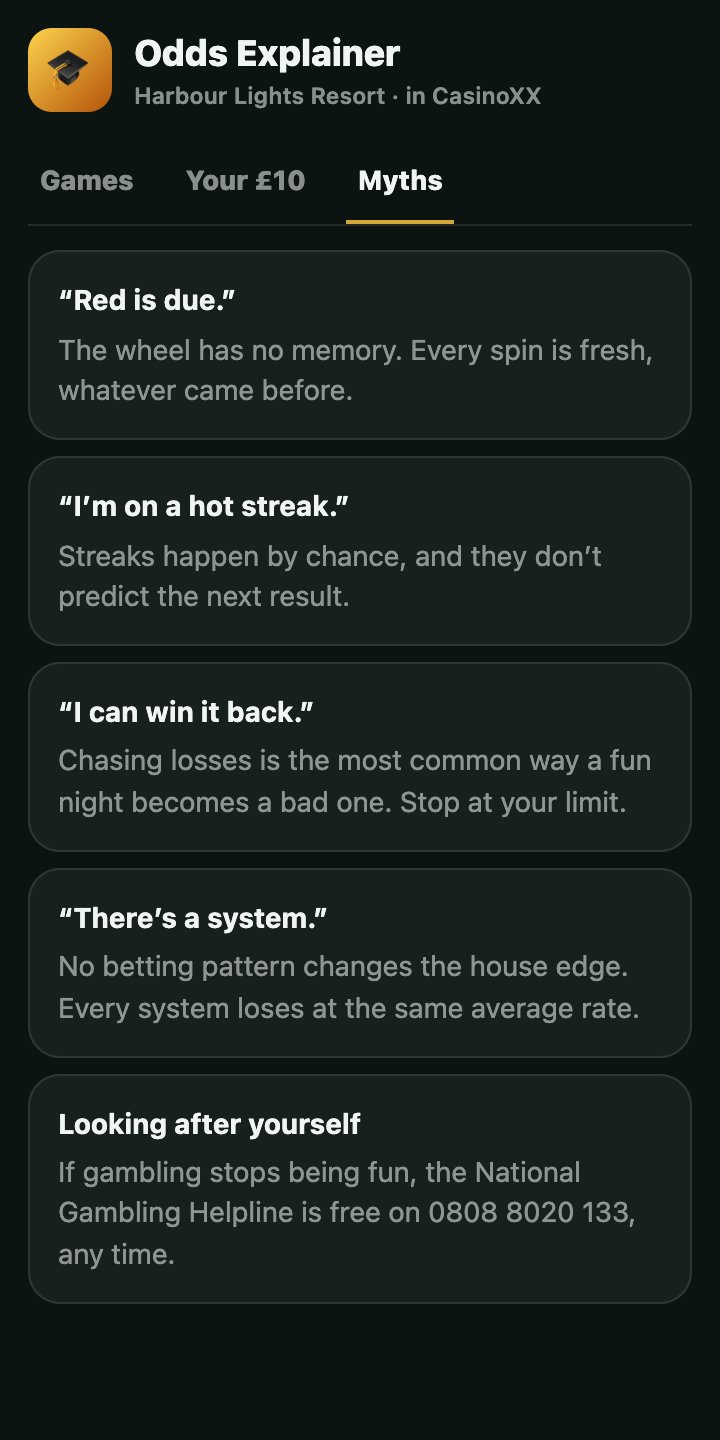 Odds Explainer
Harbour Lights Resort · in CasinoXX
Games
Your £10
Myths
“Red is due.”
The wheel has no memory. Every spin is fresh,
whatever came before.
“I’m on a hot streak.”
Streaks happen by chance, and they don’t
predict the next result.
“I can win it back.”
Chasing losses is the most common way a fun
night becomes a bad one. Stop at your limit.
“There’s a system.”
No betting pattern changes the house edge.
Every system loses at the same average rate.
Looking after yourself
If gambling stops being fun, the National
Gambling Helpline is free on 0808 8020 133,
any time.